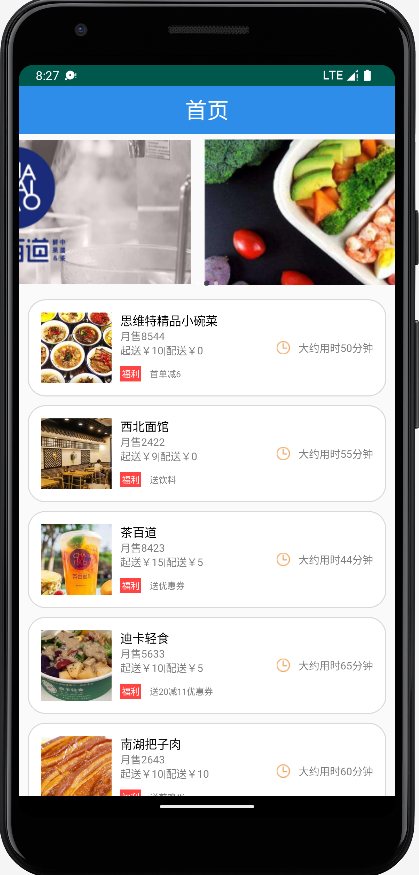 8:27
LTE
首页
CHA
BAI
DAO
百道
思维特精品小碗菜
月售8544
起送￥10|配送￥0
福利 首单减6
大约用时50分钟
西北面馆
月售2422
起送￥9|配送￥0
福利 送饮料
大约用时55分钟
茶百道
月售8423
起送￥15|配送￥5
福利 送优惠券
大约用时44分钟
迪卡轻食
月售5633
起送￥10|配送￥5
福利 送20减11优惠券
大约用时65分钟
南湖把子肉
月售2643
起送￥10|配送￥10
大约用时60分钟